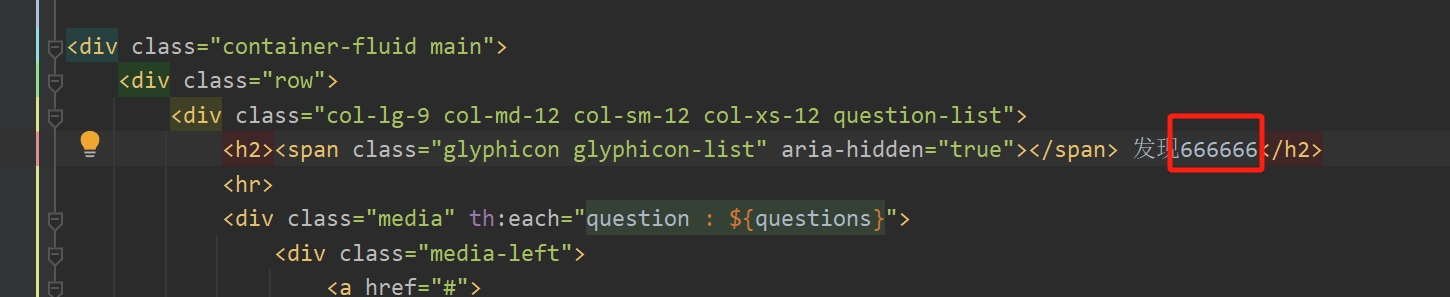 <div class="container-fluid main">
<div class="row">
<div class="col-lg-9 col-md-12 col-sm-12 col-xs-12 question-list">
<h2><span class="glyphicon glyphicon-list" aria-hidden="true"></span> 发现666666</h2>
<hr>
<div class="media" th:each="question : ${questions}">
<div class="media-left">
<a href="#">